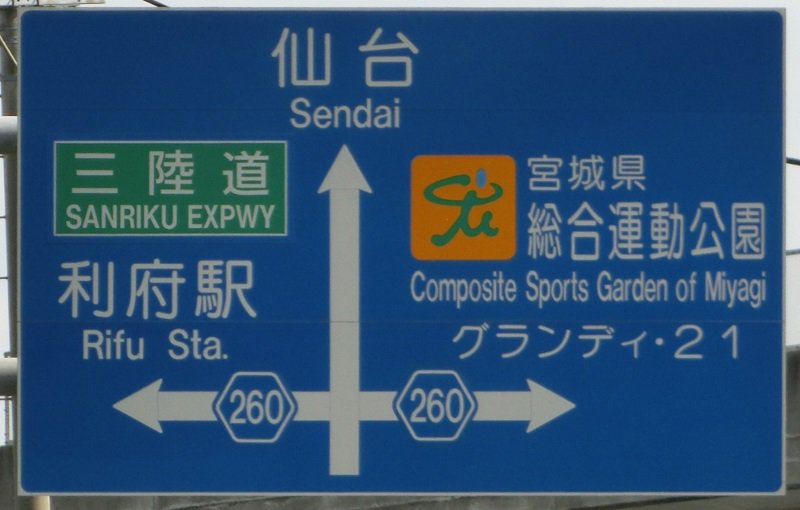 仙台
Sendai
三陸道
SANRIKU EXPWY
利府駅
Rifu Sta.
宮城県
総合運動公園
Composite Sports Garden of Miyagi
グランディ・21
260
260